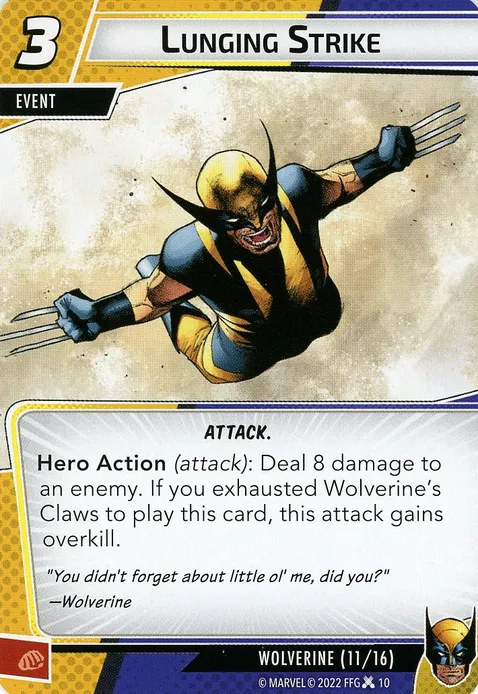 3
LUNGING STRIKE
EVENT
ATTACK.
Hero Action (attack): Deal 8 damage to
an enemy. If you exhausted Wolverine's
Claws to play this card, this attack gains
overkill.
"You didn't forget about little ol' me, did you?"
—Wolverine
WOLVERINE (11/16)
© MARVEL © 2022 FFG 10